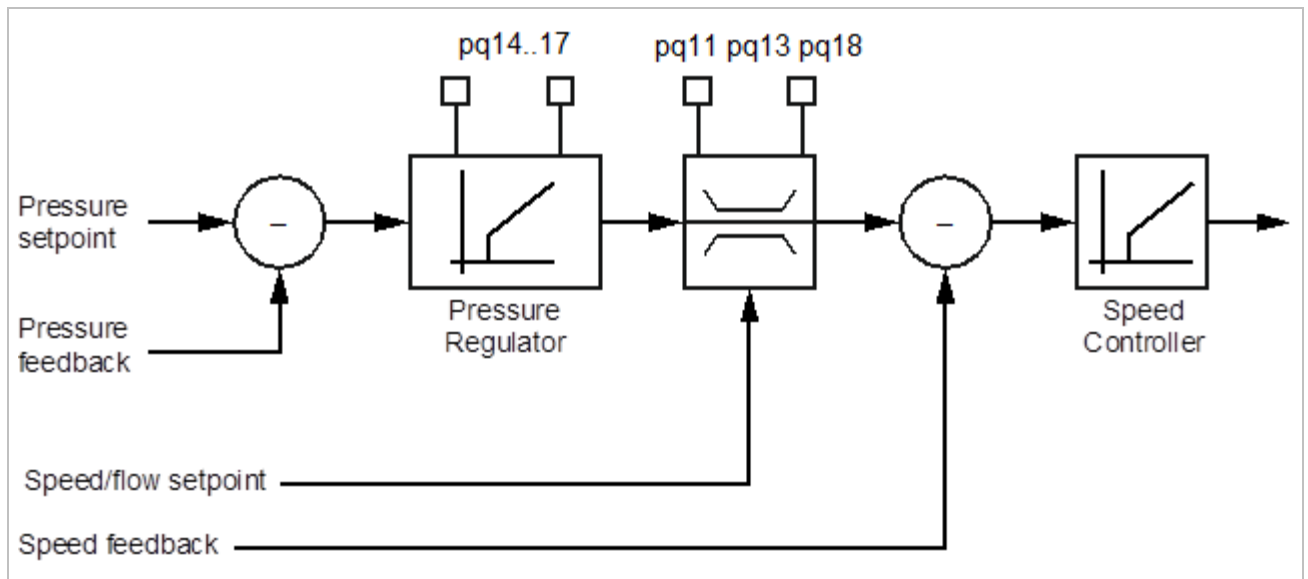 pq14..17
pq11 pq13 pq18
Pressure
setpoint
–
–
Pressure
feedback
Pressure
Regulator
Speed
Controller
Speed/flow setpoint
Speed feedback